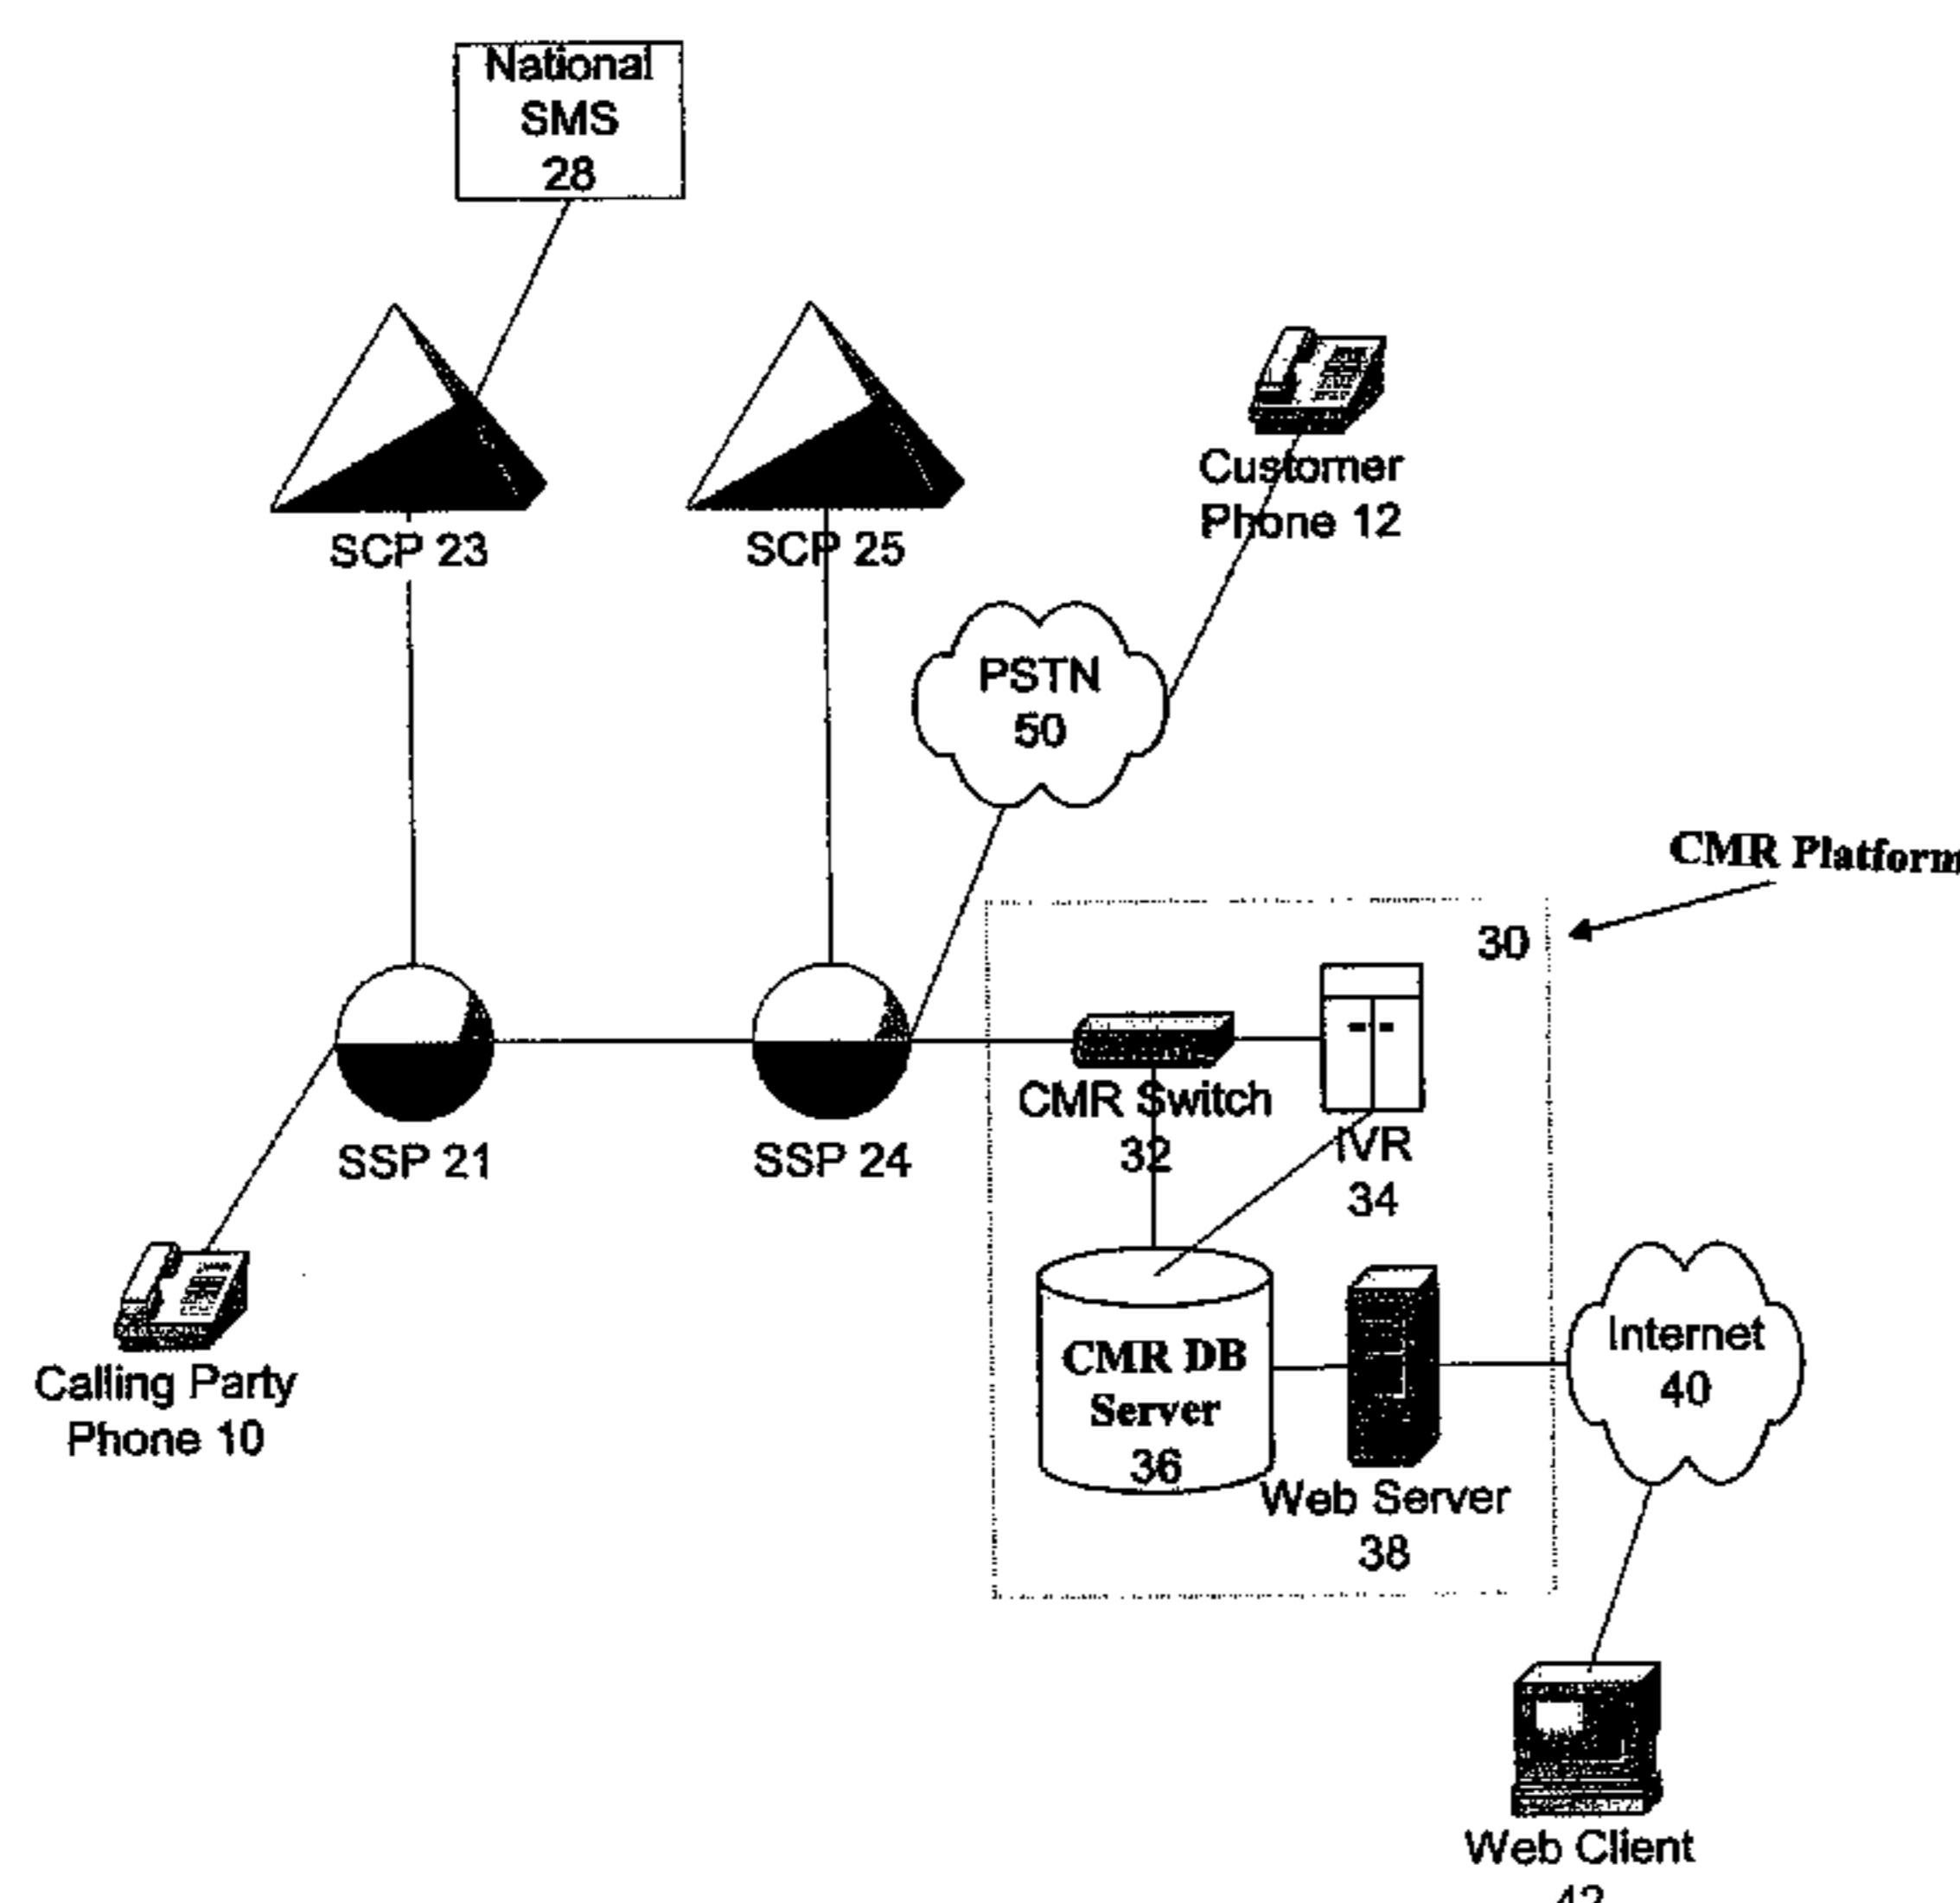 National
SMS
28
SCP 23
SCP 25
Customer
Phone 12
PSTN
50
CMR Platform
30
SSP 21
SSP 24
CMR Switch
32
IVR
34
Calling Party
Phone 10
CMR DB
Server
36
Web Server
38
Internet
40
Web Client